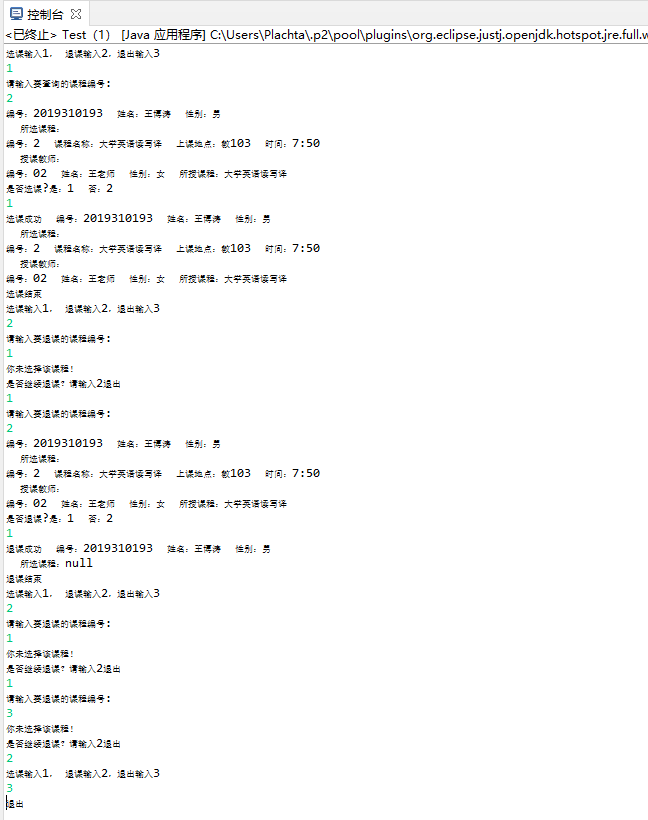 控制台
<已终止> Test (1) [Java 应用程序] C:\Users\Plachta\.p2\pool\plugins\org.eclipse.justj.openjdk.hotspot.jre.full.w
选课输入1, 退课输入2,退出输入3
1
请输入要查询的课程编号:
2
编号:2019310193 姓名:王博涛 性别:男
所选课程:
编号:2 课程名称:大学英语读写译 上课地点:教103 时间:7:50
授课教师:
编号:02 姓名:王老师 性别:女 所授课程:大学英语读写译
是否选课?是:1 否:2
1
选课成功 编号:2019310193 姓名:王博涛 性别:男
所选课程:
编号:2 课程名称:大学英语读写译 上课地点:教103 时间:7:50
授课教师:
编号:02 姓名:王老师 性别:女 所授课程:大学英语读写译
选课结束
选课输入1, 退课输入2,退出输入3
2
请输入要退课的课程编号:
1
你未选择该课程!
是否继续退课?请输入2退出
1
请输入要退课的课程编号:
2
编号:2019310193 姓名:王博涛 性别:男
所选课程:
编号:2 课程名称:大学英语读写译 上课地点:教103 时间:7:50
授课教师:
编号:02 姓名:王老师 性别:女 所授课程:大学英语读写译
是否退课?是:1 否:2
1
退课成功 编号:2019310193 姓名:王博涛 性别:男
所选课程:null
退课结束
选课输入1, 退课输入2,退出输入3
2
请输入要退课的课程编号:
1
你未选择该课程!
是否继续退课?请输入2退出
1
请输入要退课的课程编号:
3
你未选择该课程!
是否继续退课?请输入2退出
2
选课输入1, 退课输入2,退出输入3
3
退出